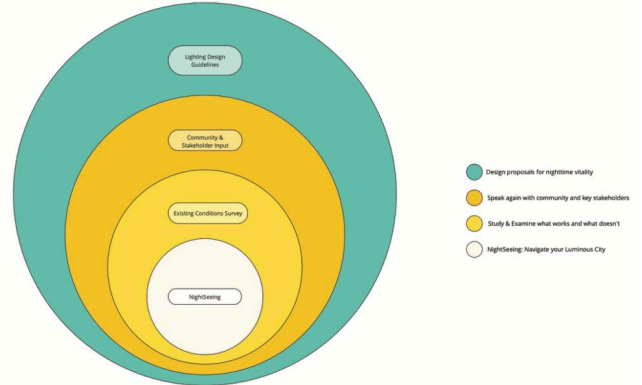 Lighting Design
Guidelines
Community &
Stakeholder Input
Existing Conditions Survey
NightSeeing
Design proposals for nighttime vitality
Speak again with community and key stakeholders
Study & Examine what works and what doesn't
NightSeeing: Navigate your Luminous City